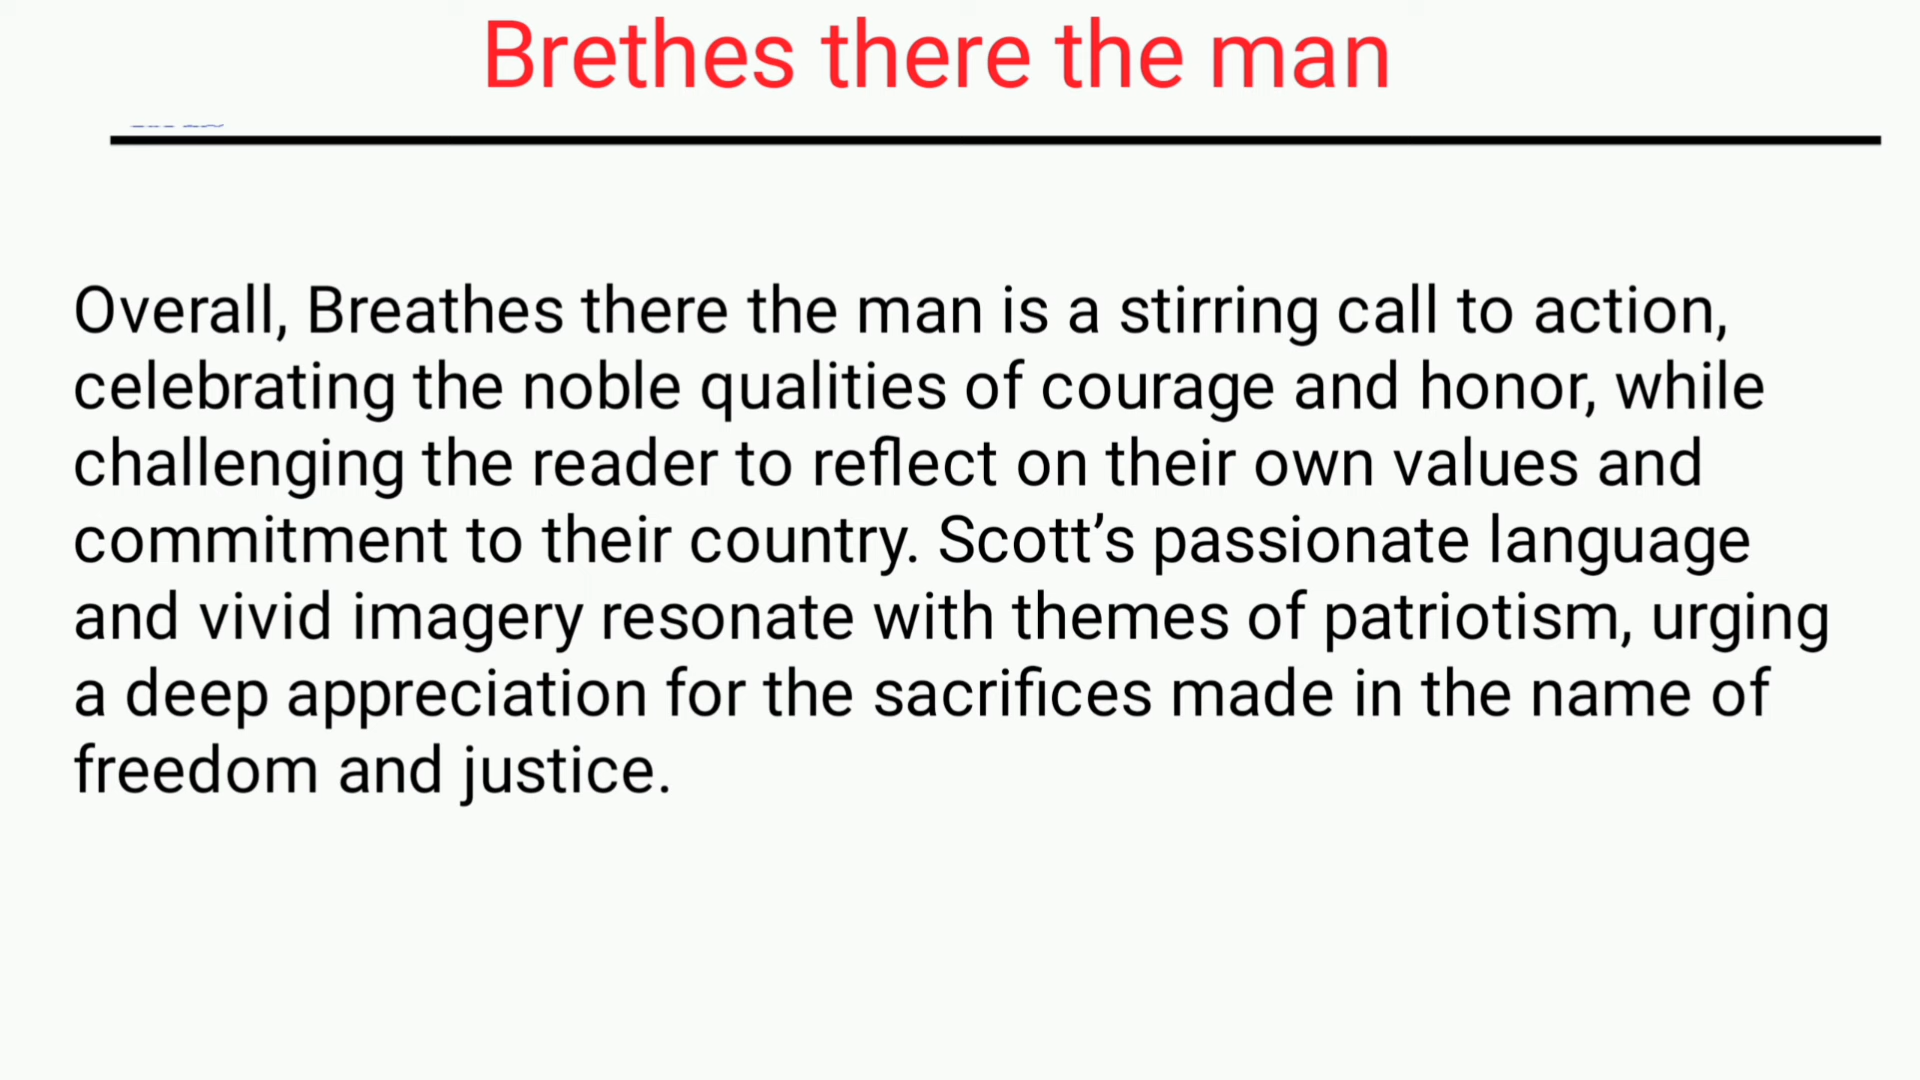 Brethes there the man
Overall, Breathes there the man is a stirring call to action,
celebrating the noble qualities of courage and honor, while
challenging the reader to reflect on their own values and
commitment to their country. Scott’s passionate language
and vivid imagery resonate with themes of patriotism, urging
a deep appreciation for the sacrifices made in the name of
freedom and justice.